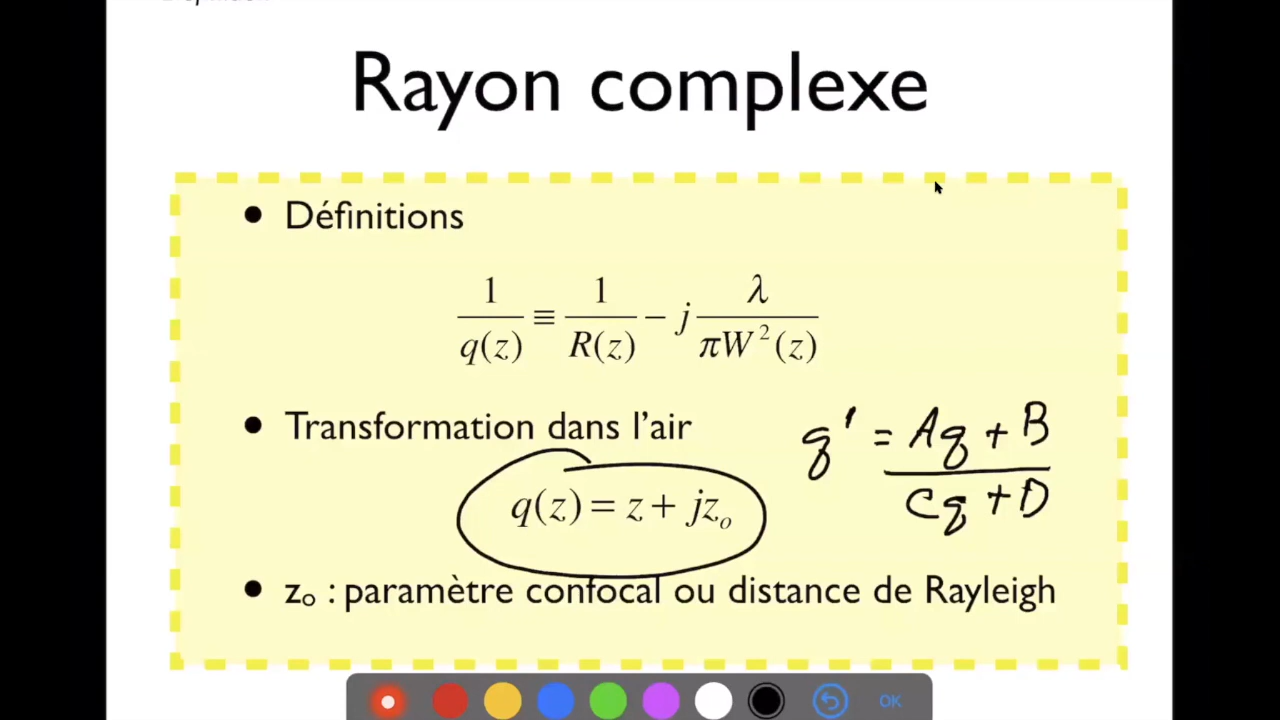 Rayon complexe
• Définitions
1/q(z) ≡ 1/R(z) − j λ/πW²(z)
• Transformation dans l'air
q' = Aq + B / Cq + D
q(z) = z + jz₀
• z₀ : paramètre confocal ou distance de Rayleigh
OK